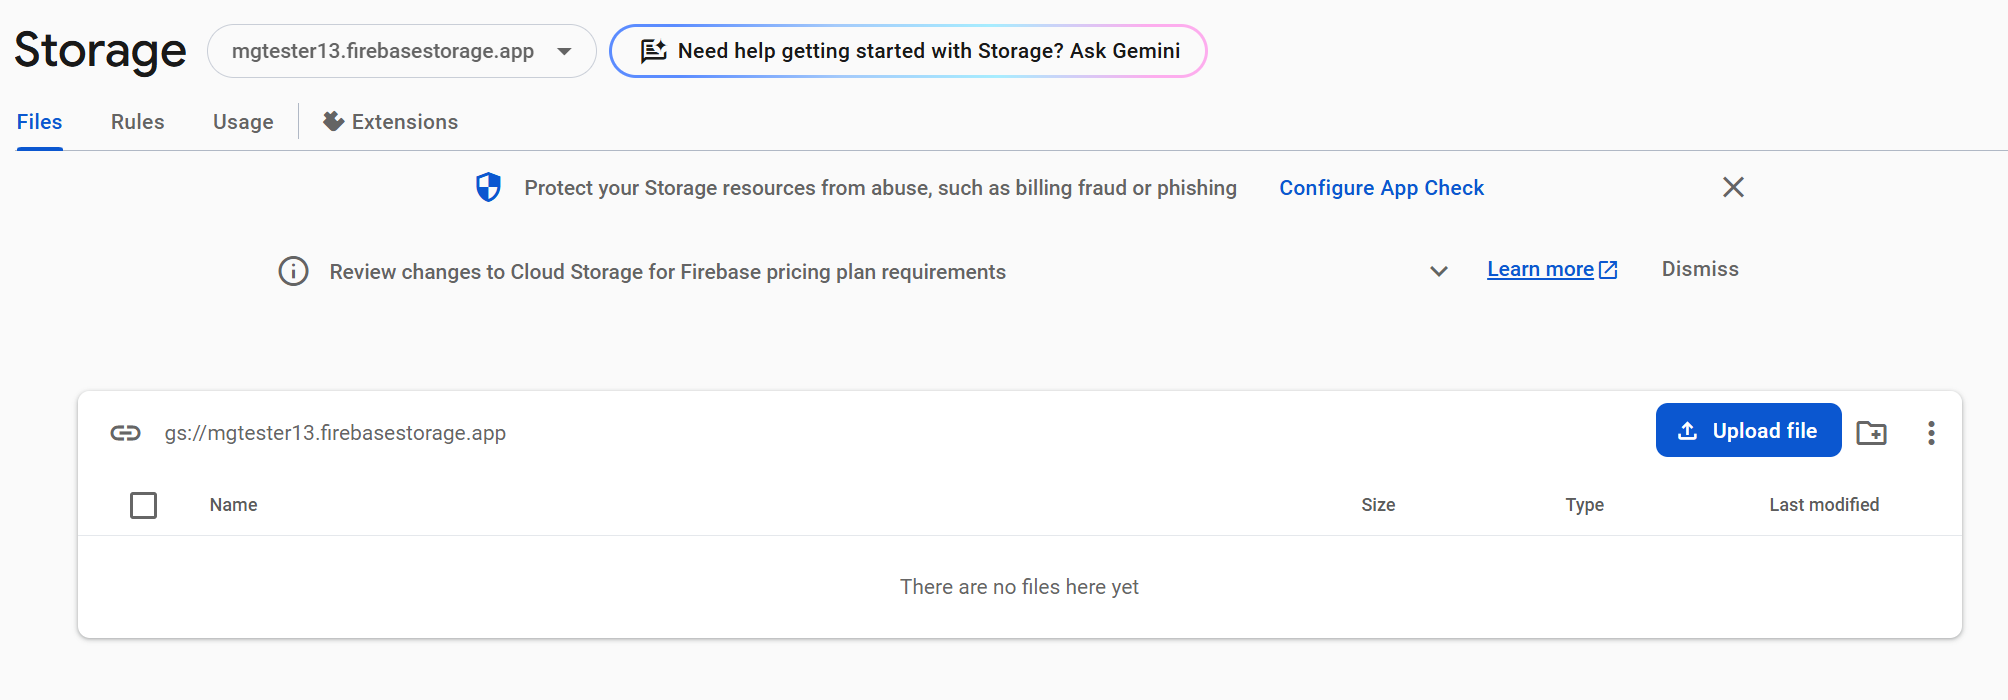 Storage
mgtester13.firebasestorage.app
Need help getting started with Storage? Ask Gemini
Files
Rules
Usage
Extensions
Protect your Storage resources from abuse, such as billing fraud or phishing
Configure App Check
Review changes to Cloud Storage for Firebase pricing plan requirements
Learn more
Dismiss
gs://mgtester13.firebasestorage.app
Upload file
Name
Size
Type
Last modified
There are no files here yet